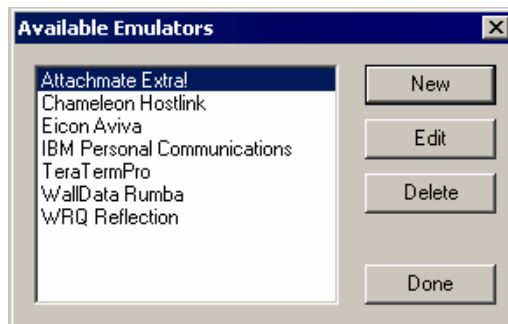 Available Emulators
Attachmate Extra!
Chameleon Hostlink
Eicon Aviva
IBM Personal Communications
TeraTermPro
WallData Rumba
WRQ Reflection
New
Edit
Delete
Done